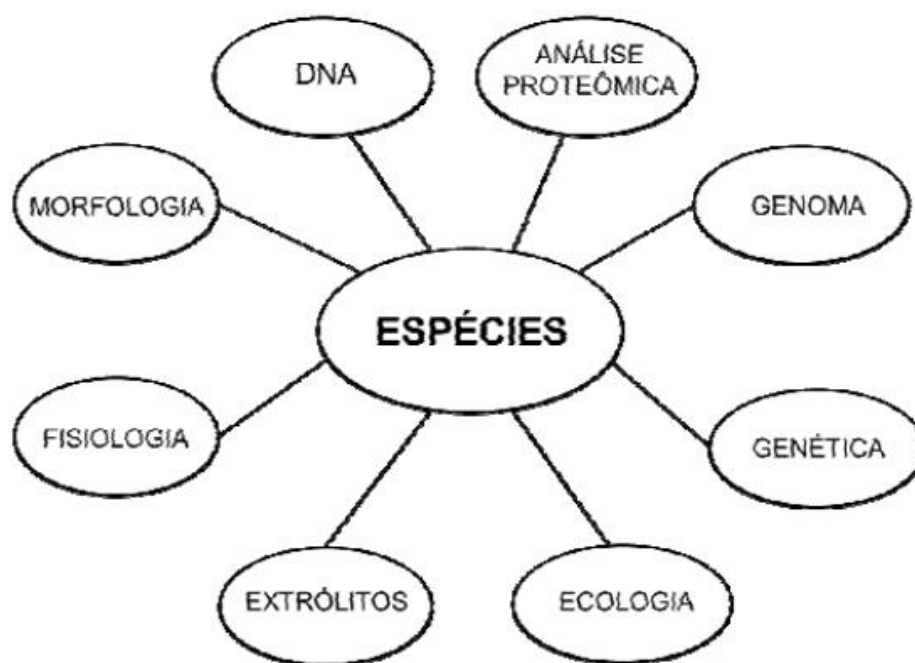 DNA
ANÁLISE
PROTEÔMICA
MORFOLOGIA
GENOMA
ESPÉCIES
FISIOLOGIA
GENÉTICA
EXTRÓLITOS
ECOLOGIA